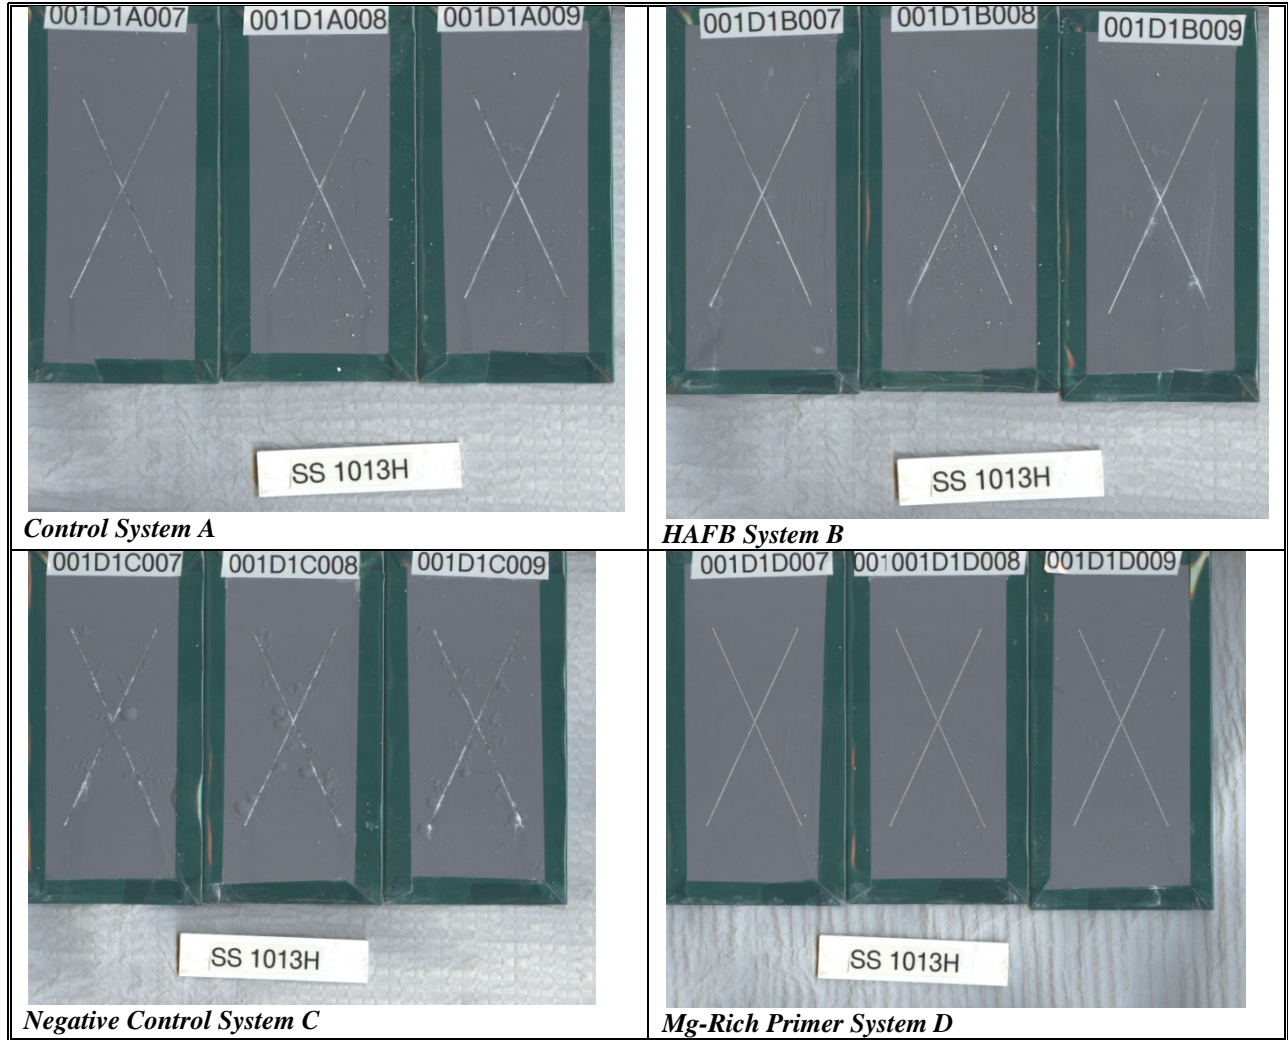 001D1A007 001D1A008 001D1A009
SS 1013H
Control System A
001D1B007 001D1B008 001D1B009
SS 1013H
HAFB System B
001D1C007 001D1C008 001D1C009
SS 1013H
Negative Control System C
001D1D007 001001D1D008 001D1D009
SS 1013H
Mg-Rich Primer System D